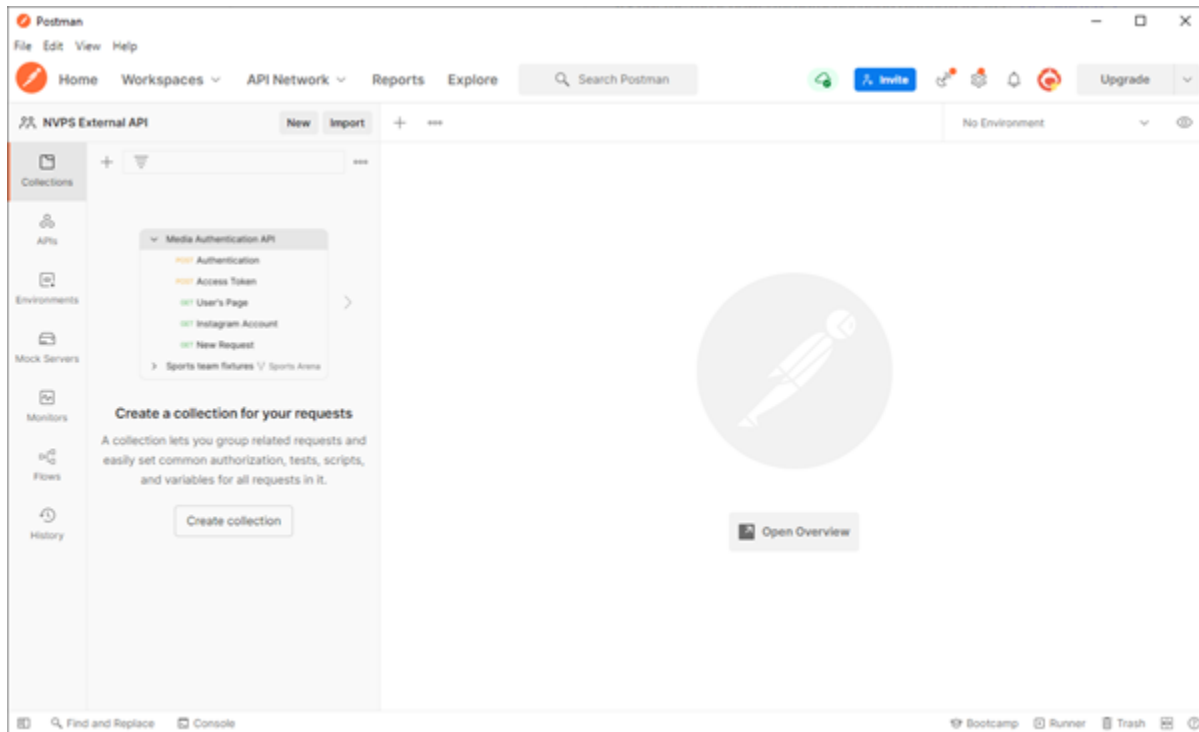 Postman
File Edit View Help
Home Workspaces API Network Reports Explore Search Postman Invite Upgrade
NVPS External API New Import No Environment
Collections
APIs
Environments
Mock Servers
Monitors
Flows
History
Media Authentication API
POST Authentication
POST Access Token
GET User's Page
GET Instagram Account
GET New Request
Sports team fixtures Sports Arena
Create a collection for your requests
A collection lets you group related requests and
easily set common authorization, tests, scripts,
and variables for all requests in it.
Create collection
Open Overview
Find and Replace Console Bootcamp Runner Trash